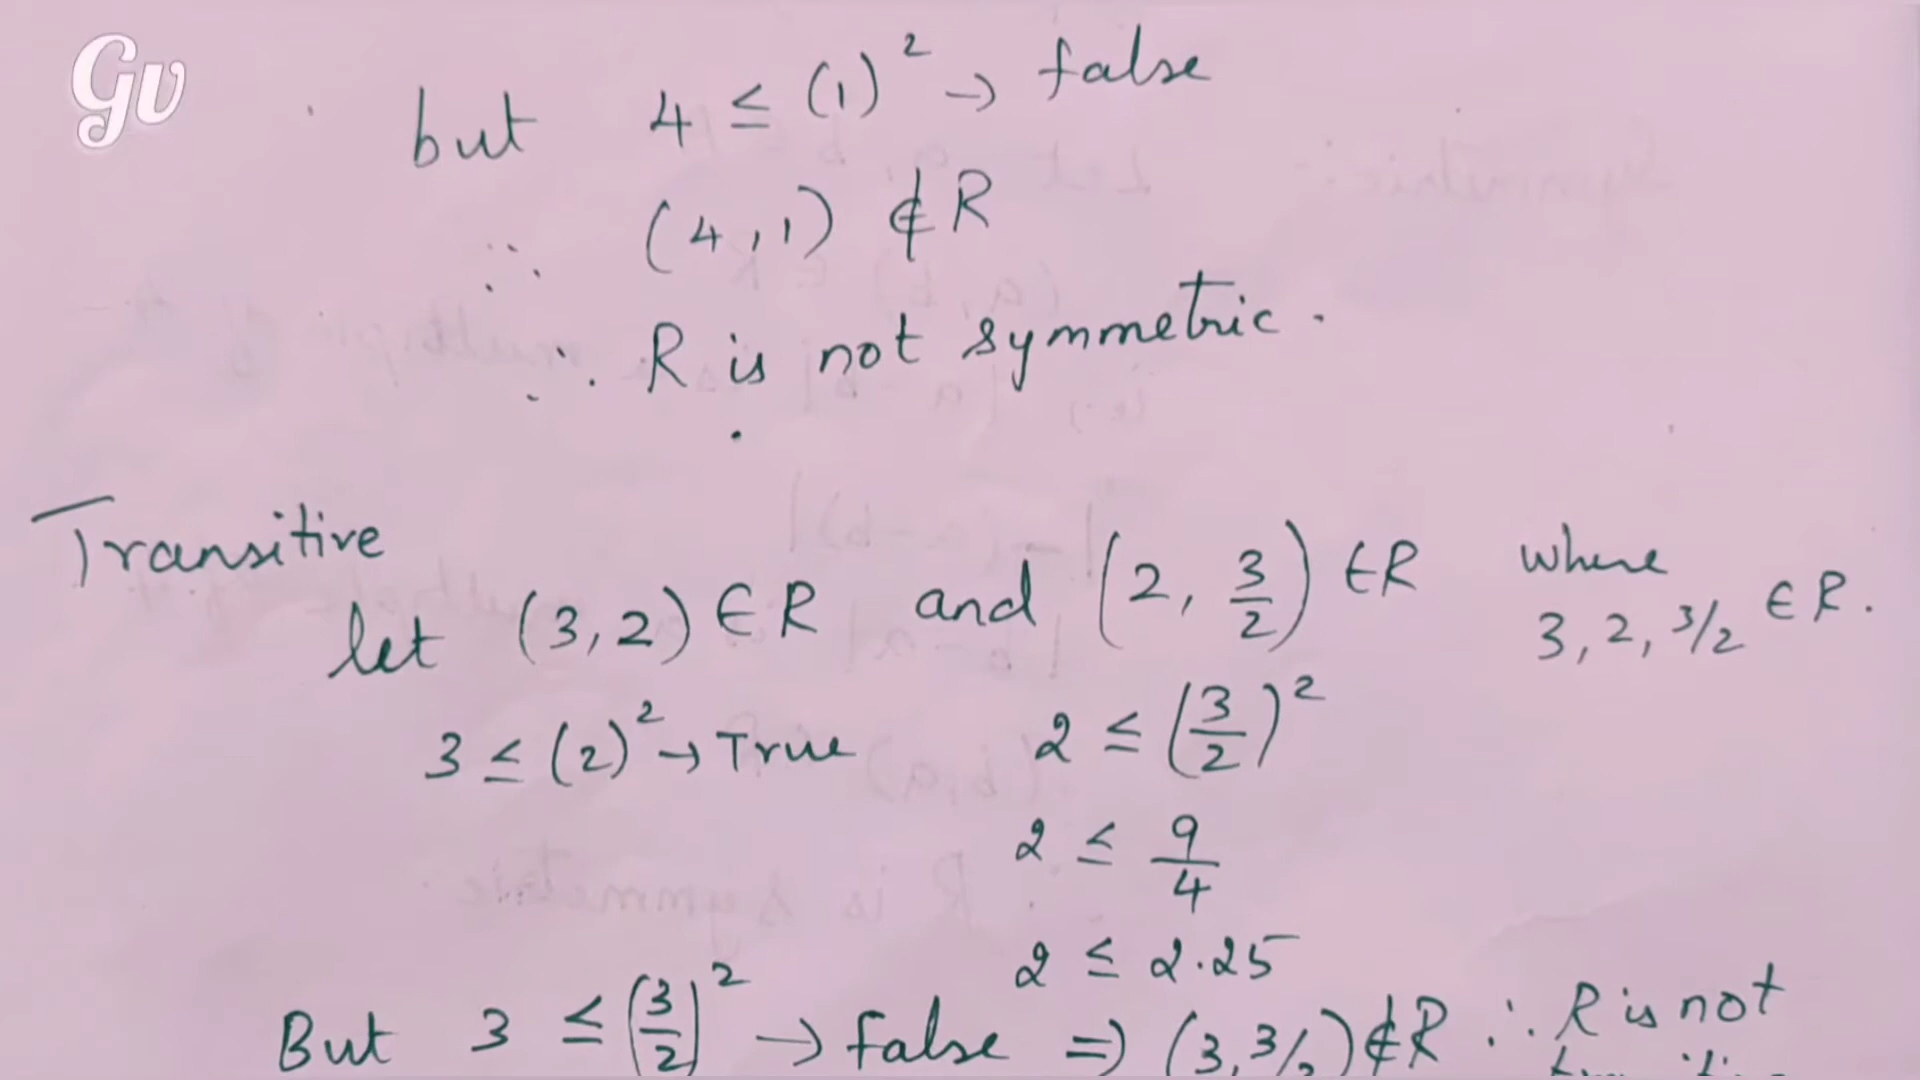 Gv
but 4 ≤ (1)² → false
∴ (4,1) ∉ R
∴ R is not symmetric.
Transitive
let (3,2) ∈ R and (2, 3/2) ∈ R where 3, 2, 3/2 ∈ R.
3 ≤ (2)² → True 2 ≤ (3/2)²
2 ≤ 9/4
2 ≤ 2.25
But 3 ≤ (3/2)² → false ⇒ (3, 3/2) ∉ R ∴ R is not